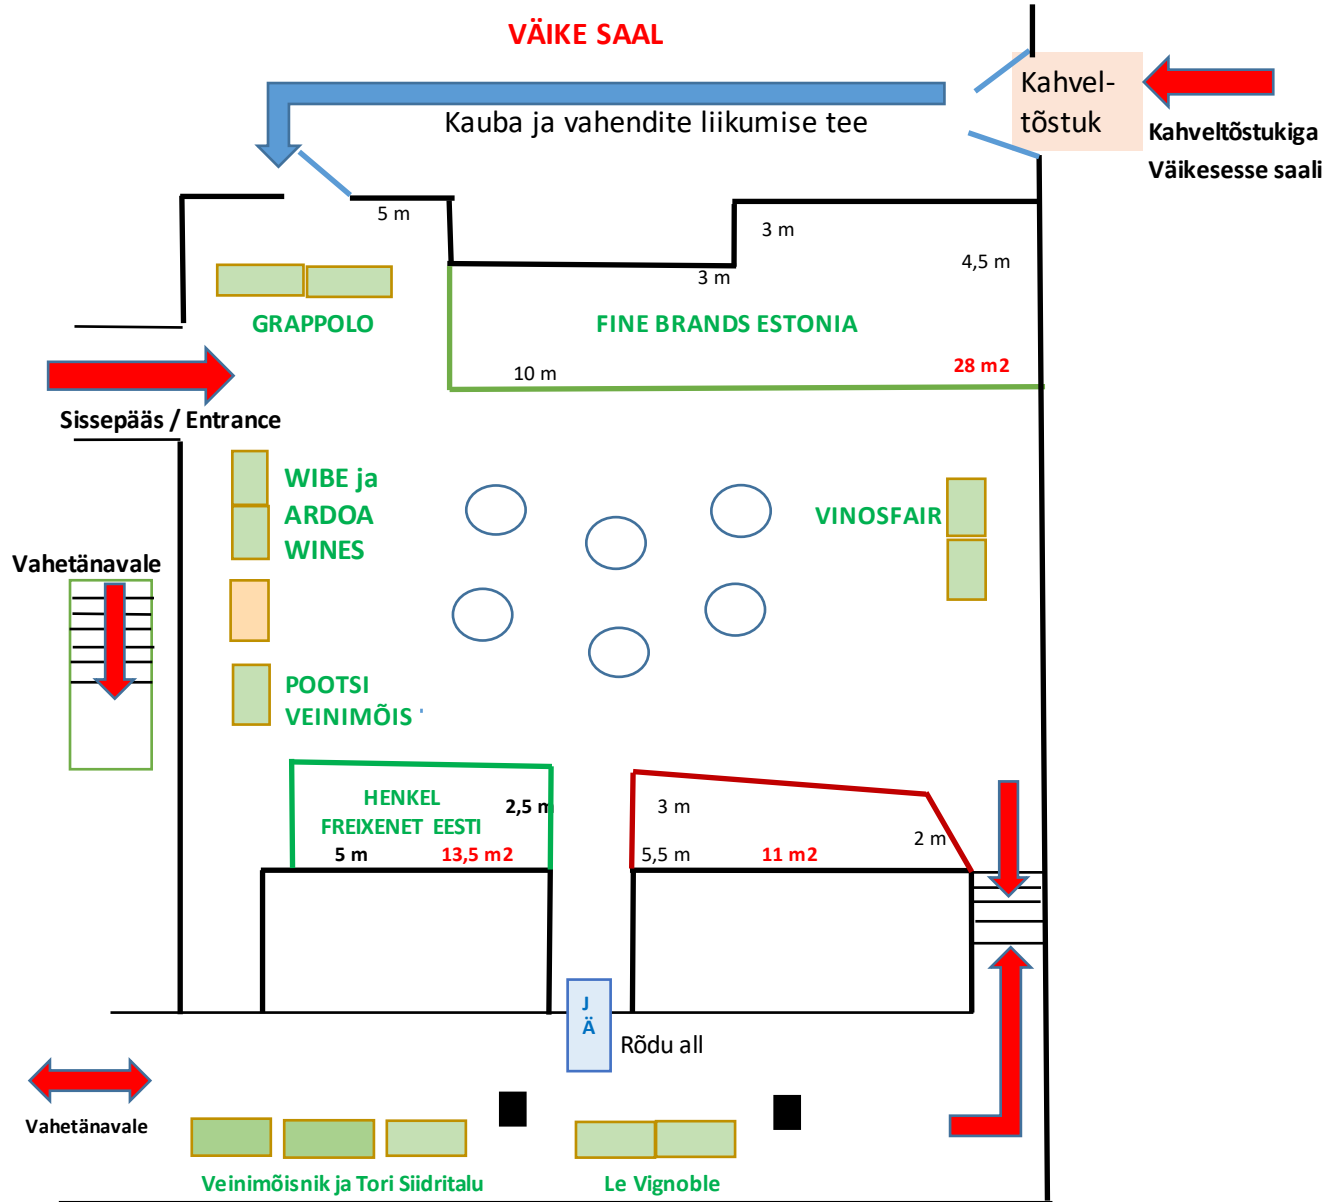 VÄIKE SAAL
Kahvel-
tõstuk
Kauba ja vahendite liikumise tee
Kahveltõstukiga
Väikesesse saali
5 m
3 m
4,5 m
3 m
GRAPPOLO
FINE BRANDS ESTONIA
10 m
28 m2
Sissepääs / Entrance
WIBE ja
ARDOA
WINES
VINOSFAIR
Vahetänavale
POOTSI
VEINIMÕIS
HENKEL
FREIXENET EESTI
2,5 m
5 m
13,5 m2
3 m
2 m
5,5 m
11 m2
J
Ä
Rõdu all
Vahetänavale
Veinimõisnik ja Tori Siidritalu
Le Vignoble